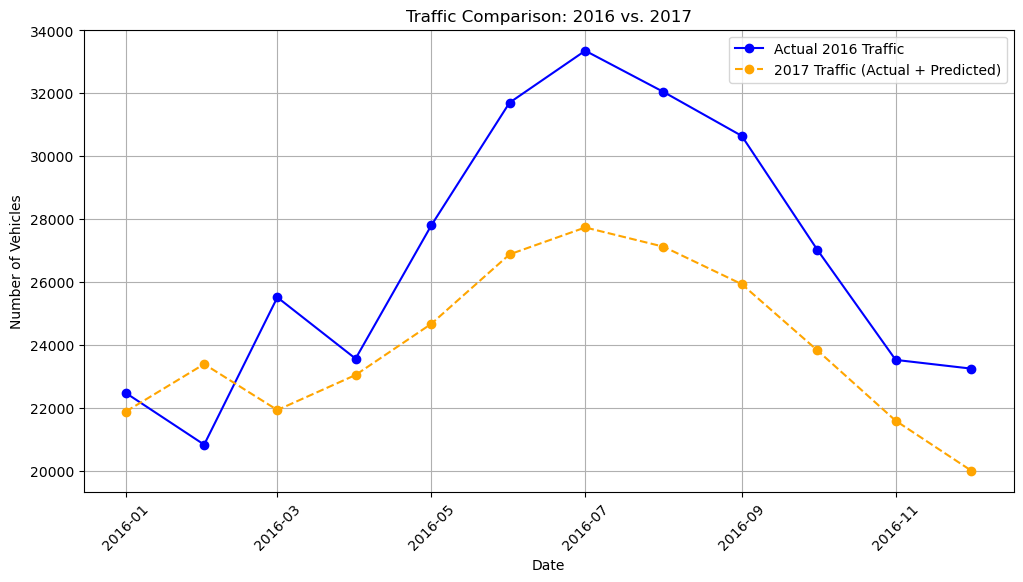 Traffic Comparison: 2016 vs. 2017
Actual 2016 Traffic
2017 Traffic (Actual + Predicted)
Number of Vehicles
34000
32000
30000
28000
26000
24000
22000
20000
2016-01
2016-03
2016-05
2016-07
2016-09
2016-11
Date